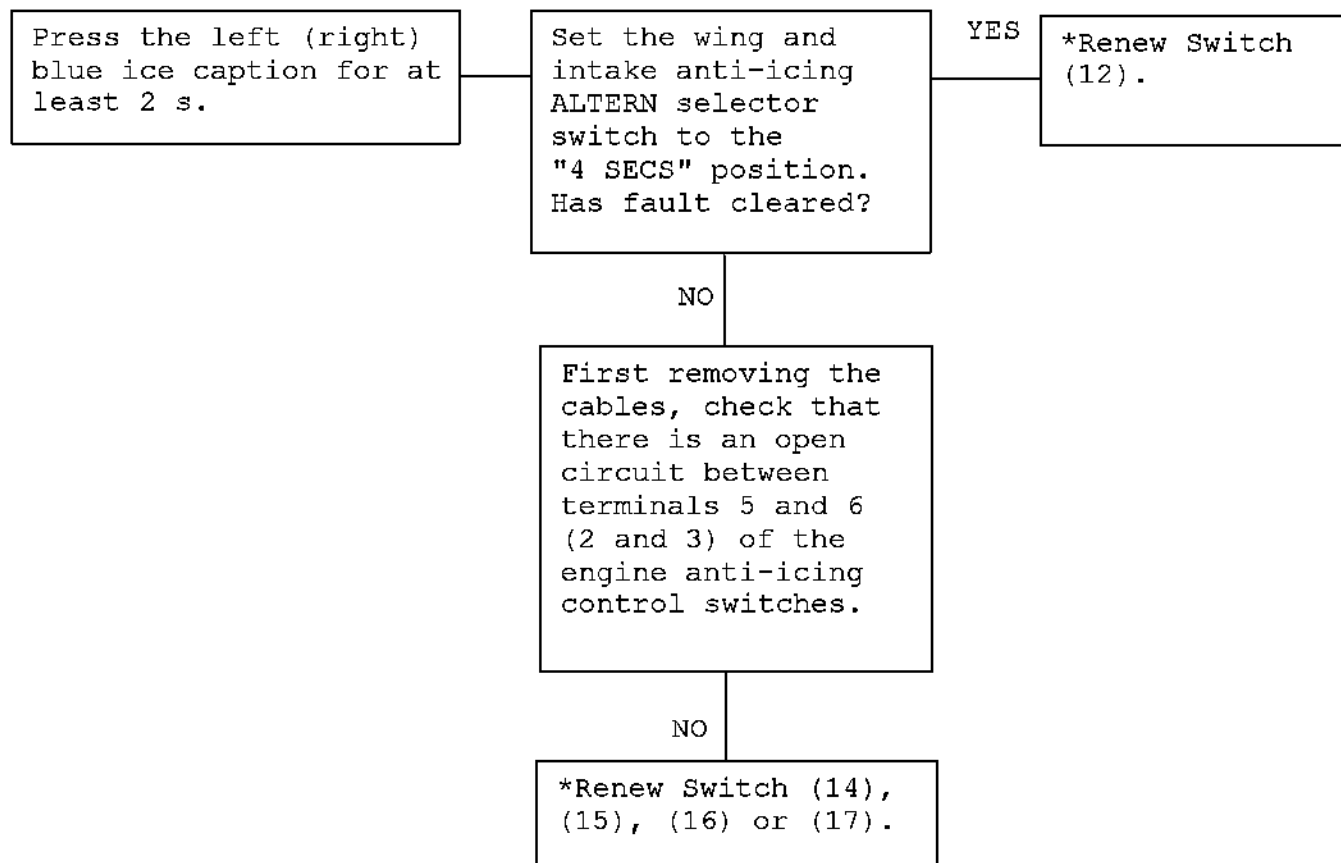 Press the left (right)
blue ice caption for at
least 2 s.
Set the wing and
intake anti-icing
ALTERN selector
switch to the
"4 SECS" position.
Has fault cleared?
YES
*Renew Switch
(12).
NO
First removing the
cables, check that
there is an open
circuit between
terminals 5 and 6
(2 and 3) of the
engine anti-icing
control switches.
NO
*Renew Switch (14),
(15), (16) or (17).